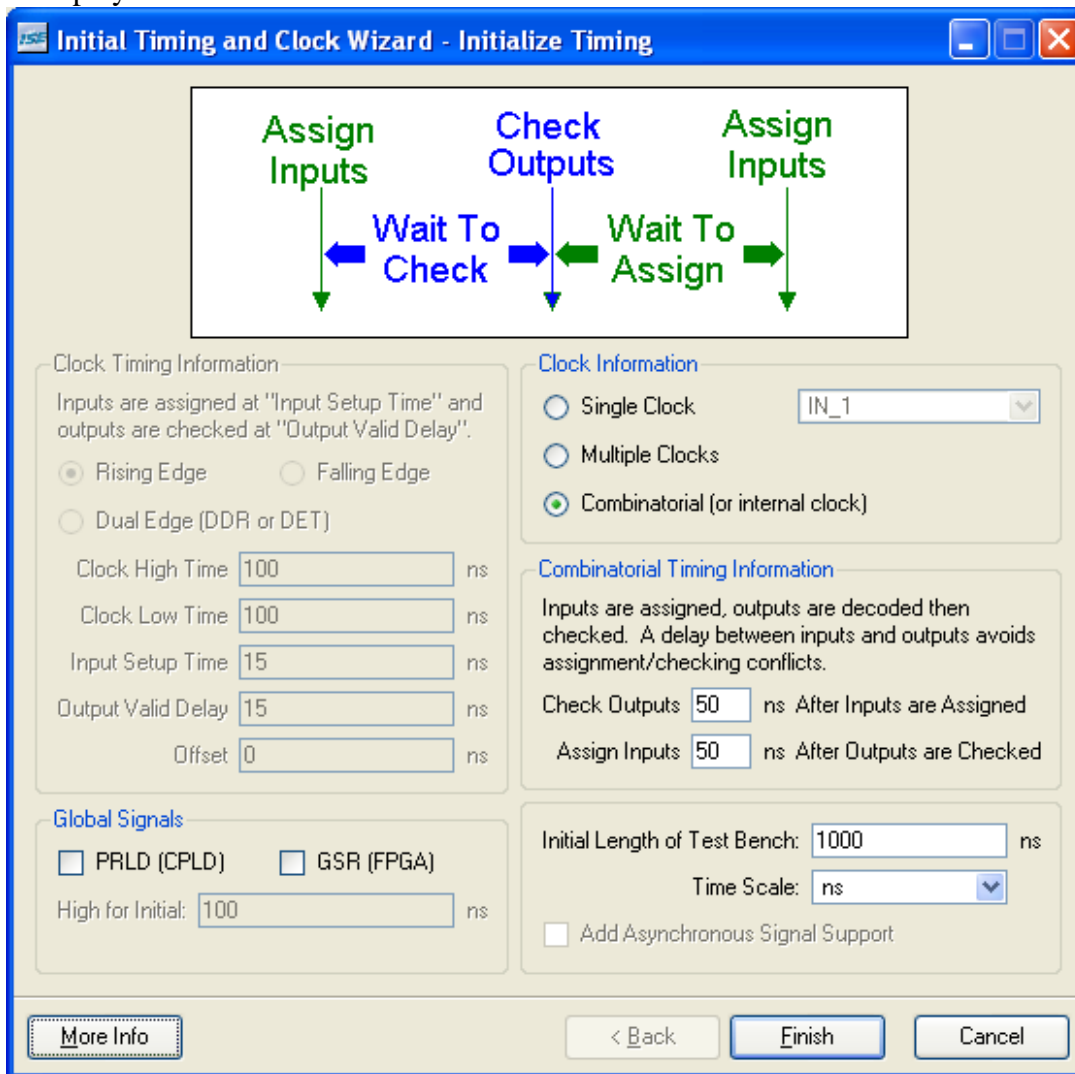 ISE Initial Timing and Clock Wizard - Initialize Timing
Assign Inputs
Check Outputs
Assign Inputs
Wait To Check
Wait To Assign
Clock Timing Information
Inputs are assigned at "Input Setup Time" and
outputs are checked at "Output Valid Delay".
Rising Edge Falling Edge
Dual Edge (DDR or DET)
Clock High Time 100 ns
Clock Low Time 100 ns
Input Setup Time 15 ns
Output Valid Delay 15 ns
Offset 0 ns
Global Signals
PRLD (CPLD) GSR (FPGA)
High for Initial: 100 ns
Clock Information
Single Clock IN_1
Multiple Clocks
Combinatorial (or internal clock)
Combinatorial Timing Information
Inputs are assigned, outputs are decoded then
checked. A delay between inputs and outputs avoids
assignment/checking conflicts.
Check Outputs 50 ns After Inputs are Assigned
Assign Inputs 50 ns After Outputs are Checked
Initial Length of Test Bench: 1000 ns
Time Scale: ns
Add Asynchronous Signal Support
More Info < Back Finish Cancel